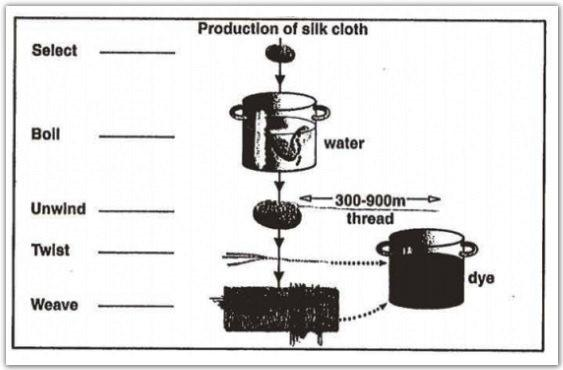 Production of silk cloth
Select
Boil
water
Unwind
300-900m
thread
Twist
dye
Weave